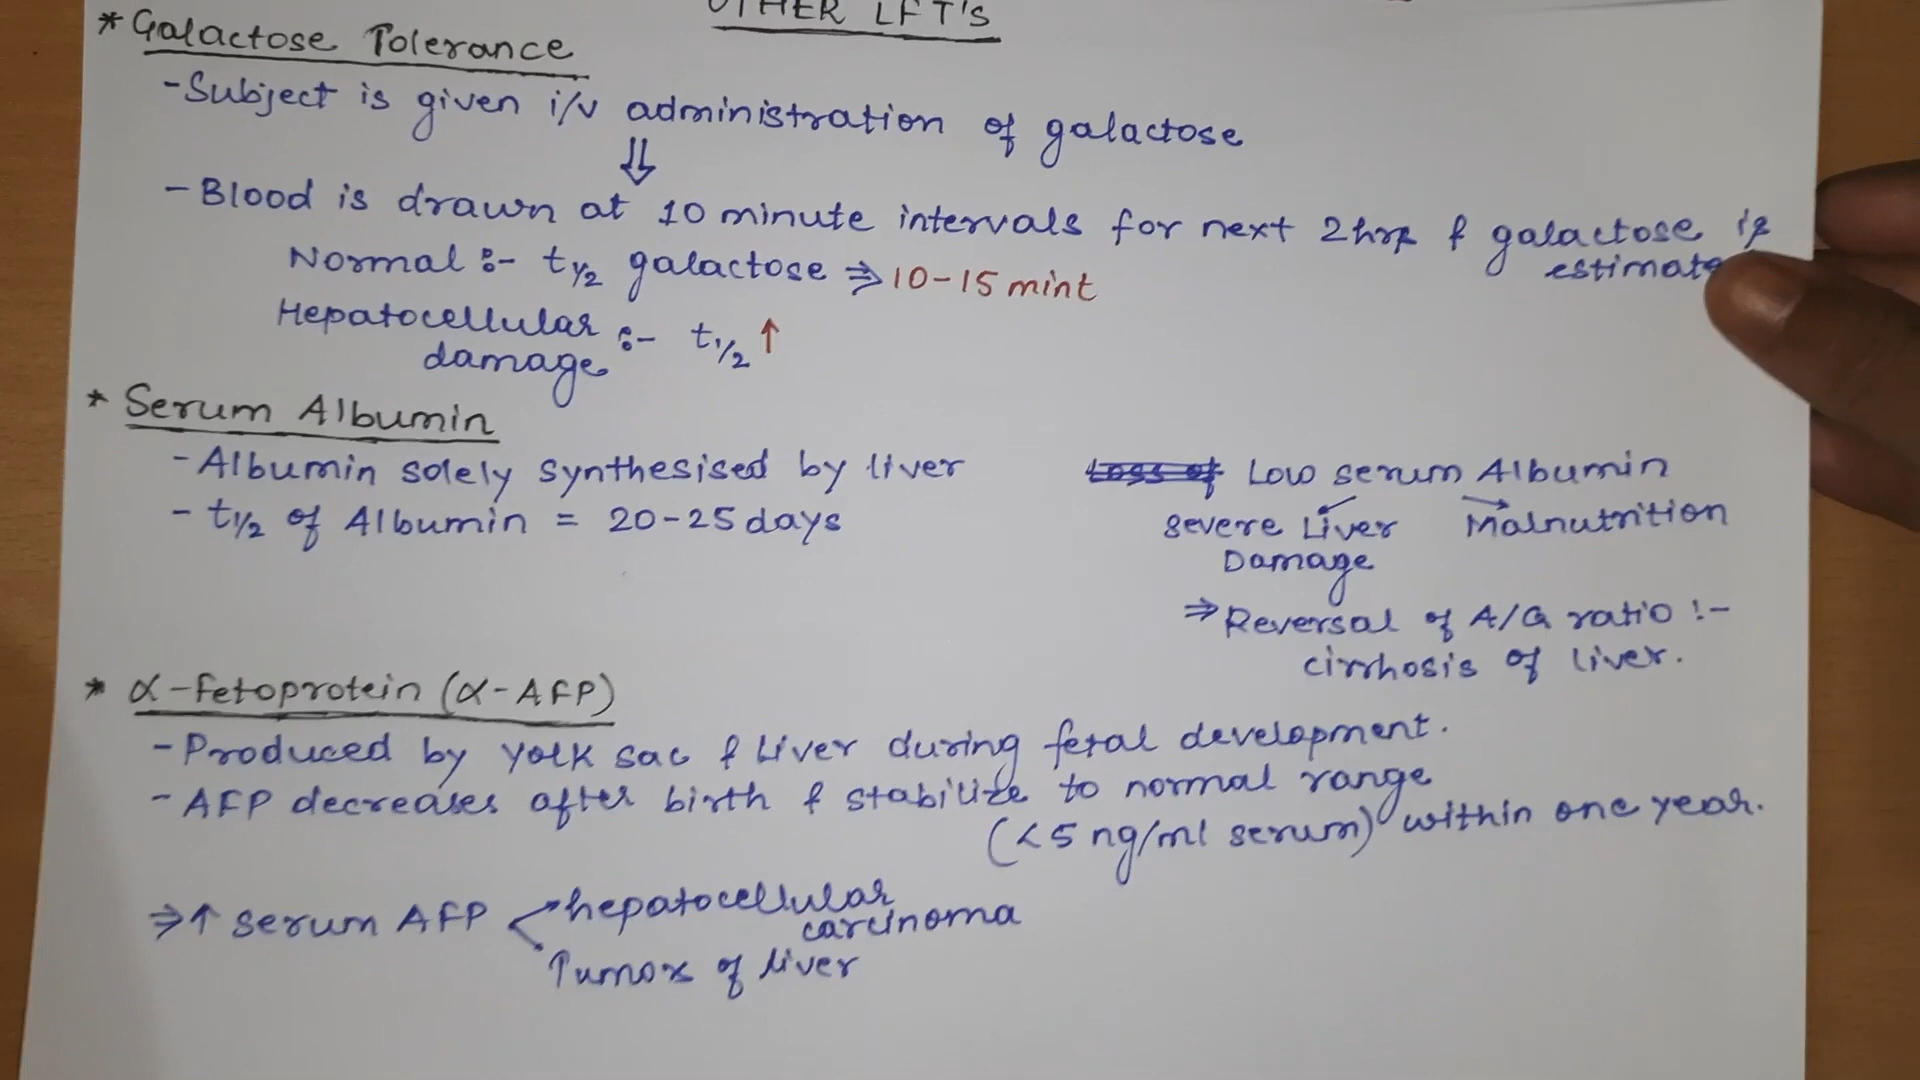 OTHER LFT'S
* Galactose Tolerance
- Subject is given i/v administration of galactose
⇓
- Blood is drawn at 10 minute intervals for next 2hrs & galactose is
estimate
Normal :- t1/2 galactose ⇒ 10-15 mint
Hepatocellular
damage :- t1/2 ↑
* Serum Albumin
- Albumin solely synthesised by liver
- t1/2 of Albumin = 20-25 days
Loss of Low serum Albumin
severe Liver
Damage
Malnutrition
⇒ Reversal of A/G ratio :-
cirrhosis of liver.
* α-Fetoprotein (α-AFP)
- Produced by Yolk sac & Liver during fetal development.
- AFP decreases after birth & stabilize to normal range
(<5 ng/ml serum) within one year.
⇒ ↑ serum AFP
hepatocellular
carcinoma
Tumors of liver